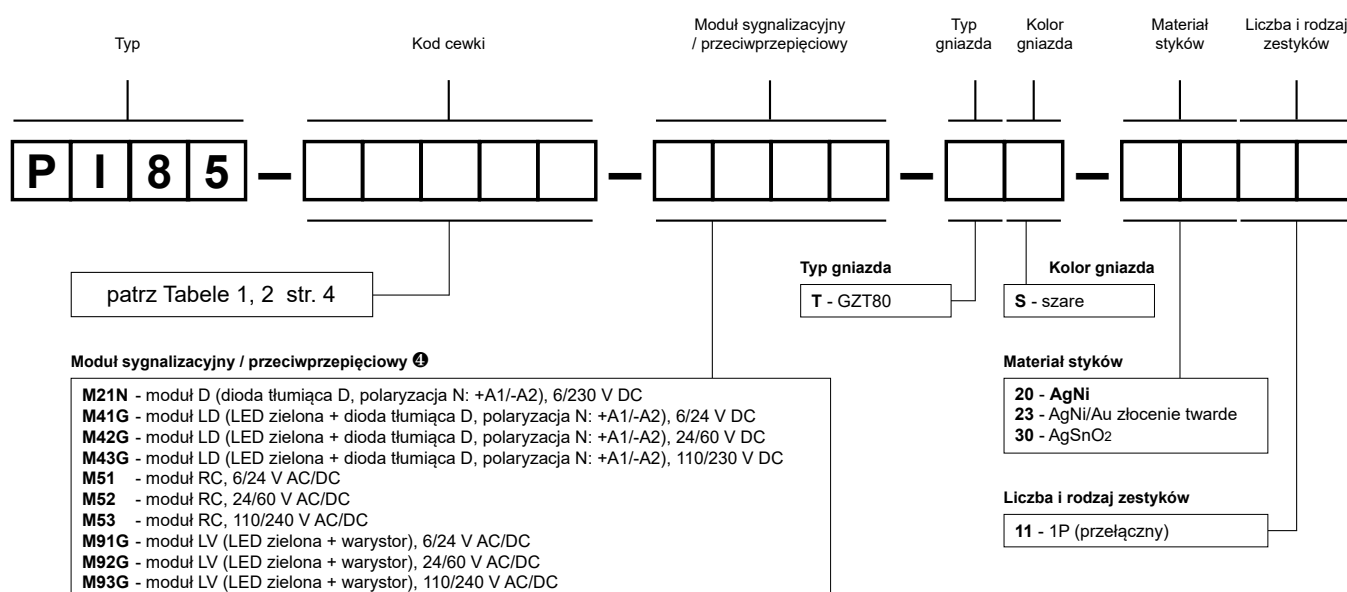 Typ
Kod cewki
Moduł sygnalizacyjny
/ przeciwprzepięciowy
Typ
gniazda
Kolor
gniazda
Materiał
styków
Liczba i rodzaj
zestyków
P I 8 5 – – – –
patrz Tabele 1, 2 str. 4
Typ gniazda
T - GZT80
Kolor gniazda
S - szare
Moduł sygnalizacyjny / przeciwprzepięciowy ❹
M21N - moduł D (dioda tłumiąca D, polaryzacja N: +A1/-A2), 6/230 V DC
M41G - moduł LD (LED zielona + dioda tłumiąca D, polaryzacja N: +A1/-A2), 6/24 V DC
M42G - moduł LD (LED zielona + dioda tłumiąca D, polaryzacja N: +A1/-A2), 24/60 V DC
M43G - moduł LD (LED zielona + dioda tłumiąca D, polaryzacja N: +A1/-A2), 110/230 V DC
M51 - moduł RC, 6/24 V AC/DC
M52 - moduł RC, 24/60 V AC/DC
M53 - moduł RC, 110/240 V AC/DC
M91G - moduł LV (LED zielona + warystor), 6/24 V AC/DC
M92G - moduł LV (LED zielona + warystor), 24/60 V AC/DC
M93G - moduł LV (LED zielona + warystor), 110/240 V AC/DC
Materiał styków
20 - AgNi
23 - AgNi/Au złocenie twarde
30 - AgSnO2
Liczba i rodzaj zestyków
11 - 1P (przełączny)